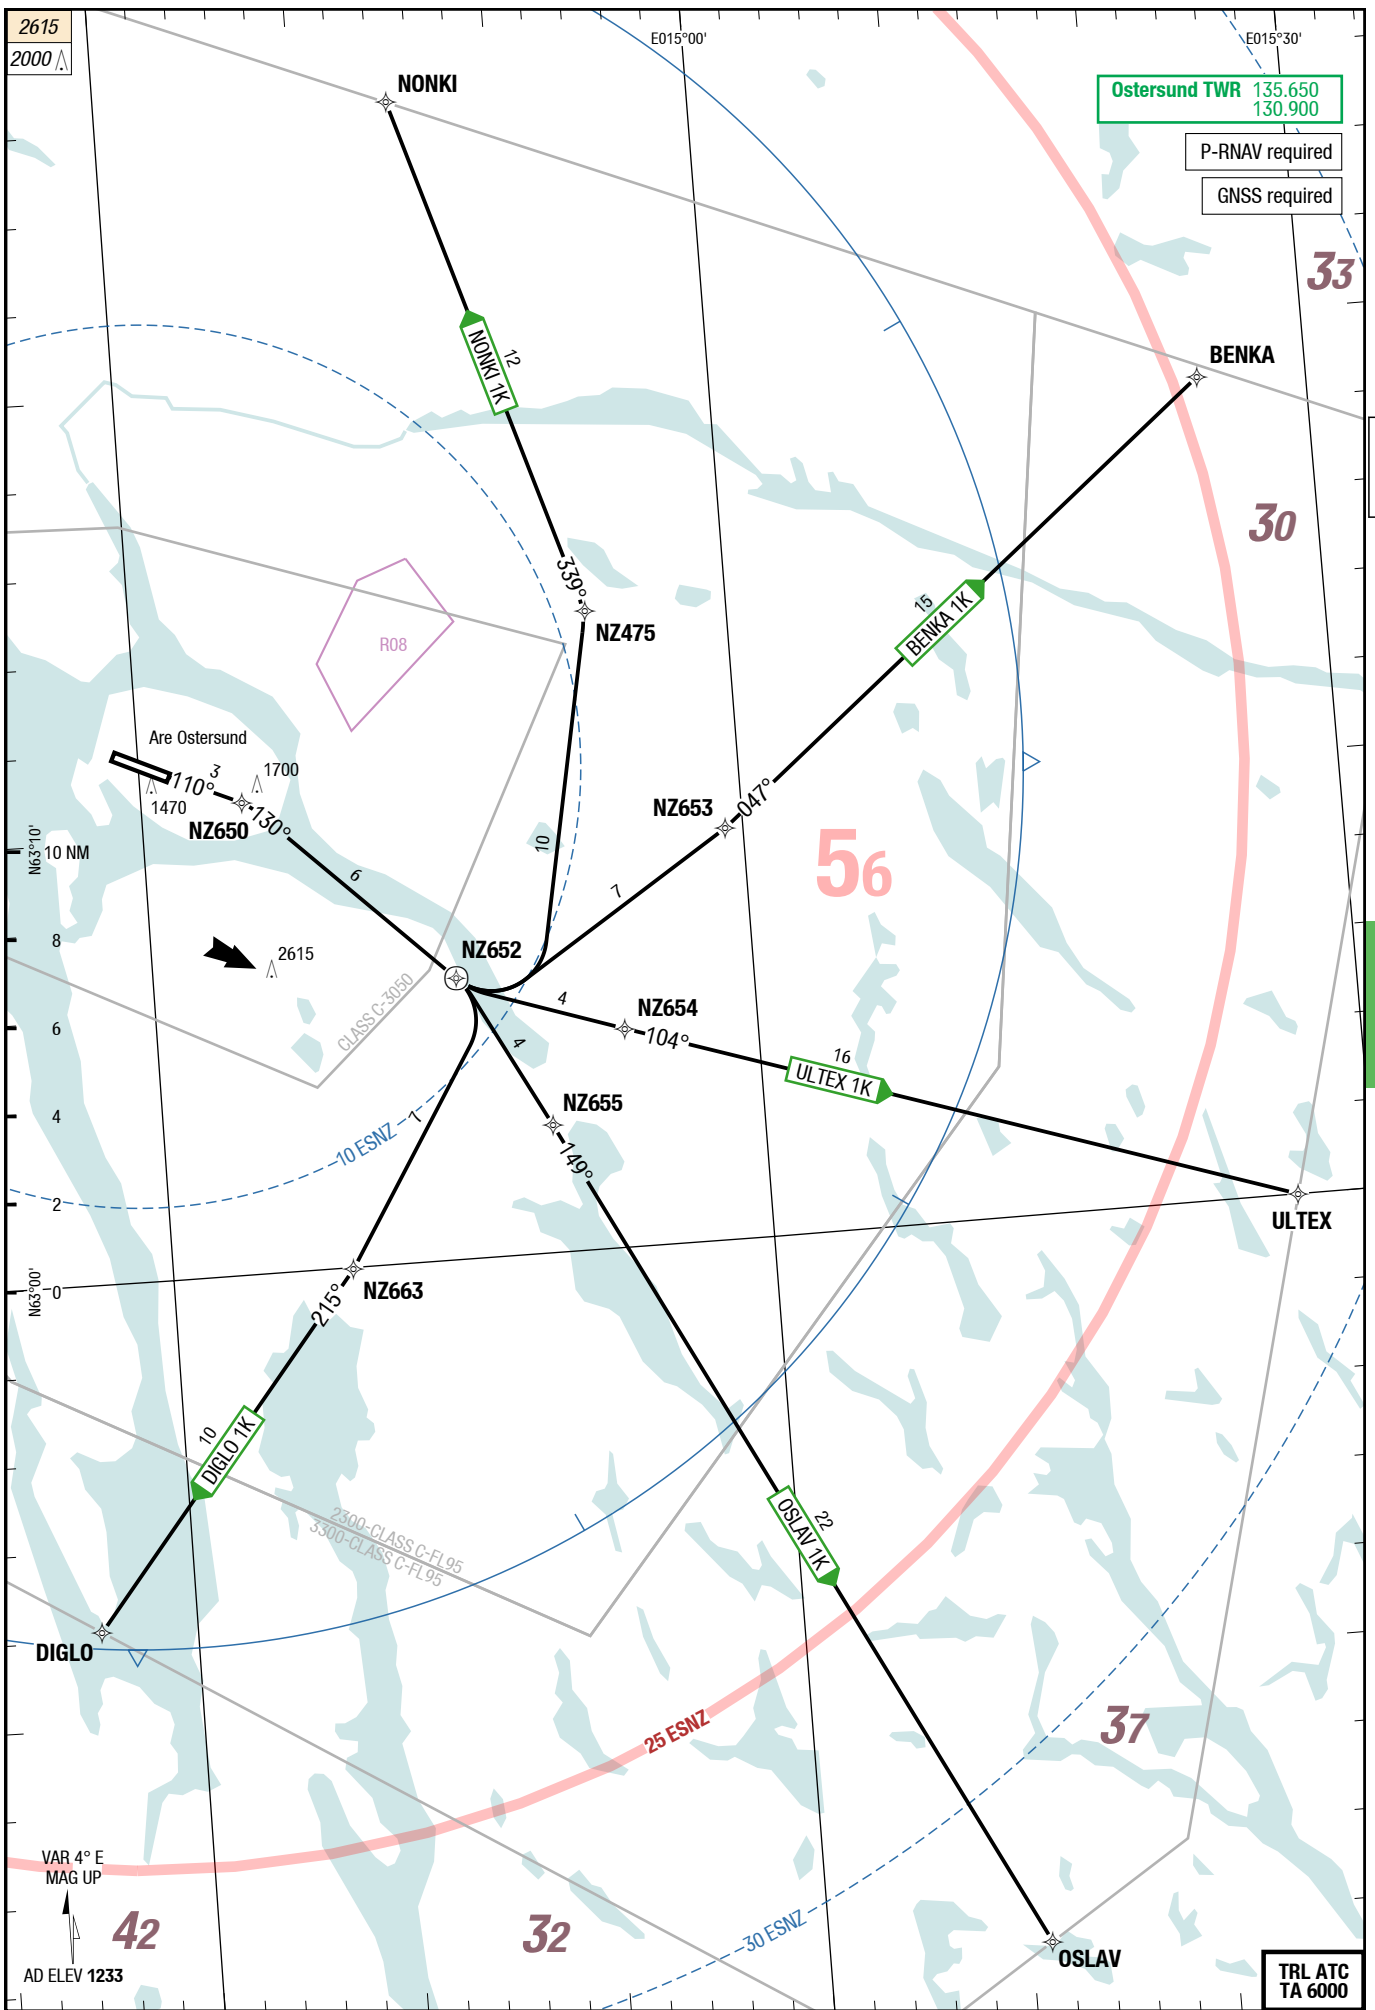 2615
2000
E015°00'
E015°30'
NONKI
Ostersund TWR 135.650
130.900
P-RNAV required
GNSS required
33
12
NONKI 1K
BENKA
30
339°
NZ475
15
BENKA 1K
R08
Are Ostersund
3
110°
1700
1470
NZ650
130°
NZ653
047°
N63°10'
10 NM
10
56
6
7
8
2615
NZ652
CLASS C-3050
4
NZ654
104°
6
4
16
ULTEX 1K
NZ655
4
7
10 ESNZ
149°
2
ULTEX
N63°00'
0
NZ663
215°
10
DIGLO 1K
2300-CLASS C-FL95
3300-CLASS C-FL95
22
OSLAV 1K
DIGLO
25 ESNZ
37
VAR 4° E
MAG UP
42
32
30 ESNZ
OSLAV
AD ELEV 1233
TRL ATC
TA 6000